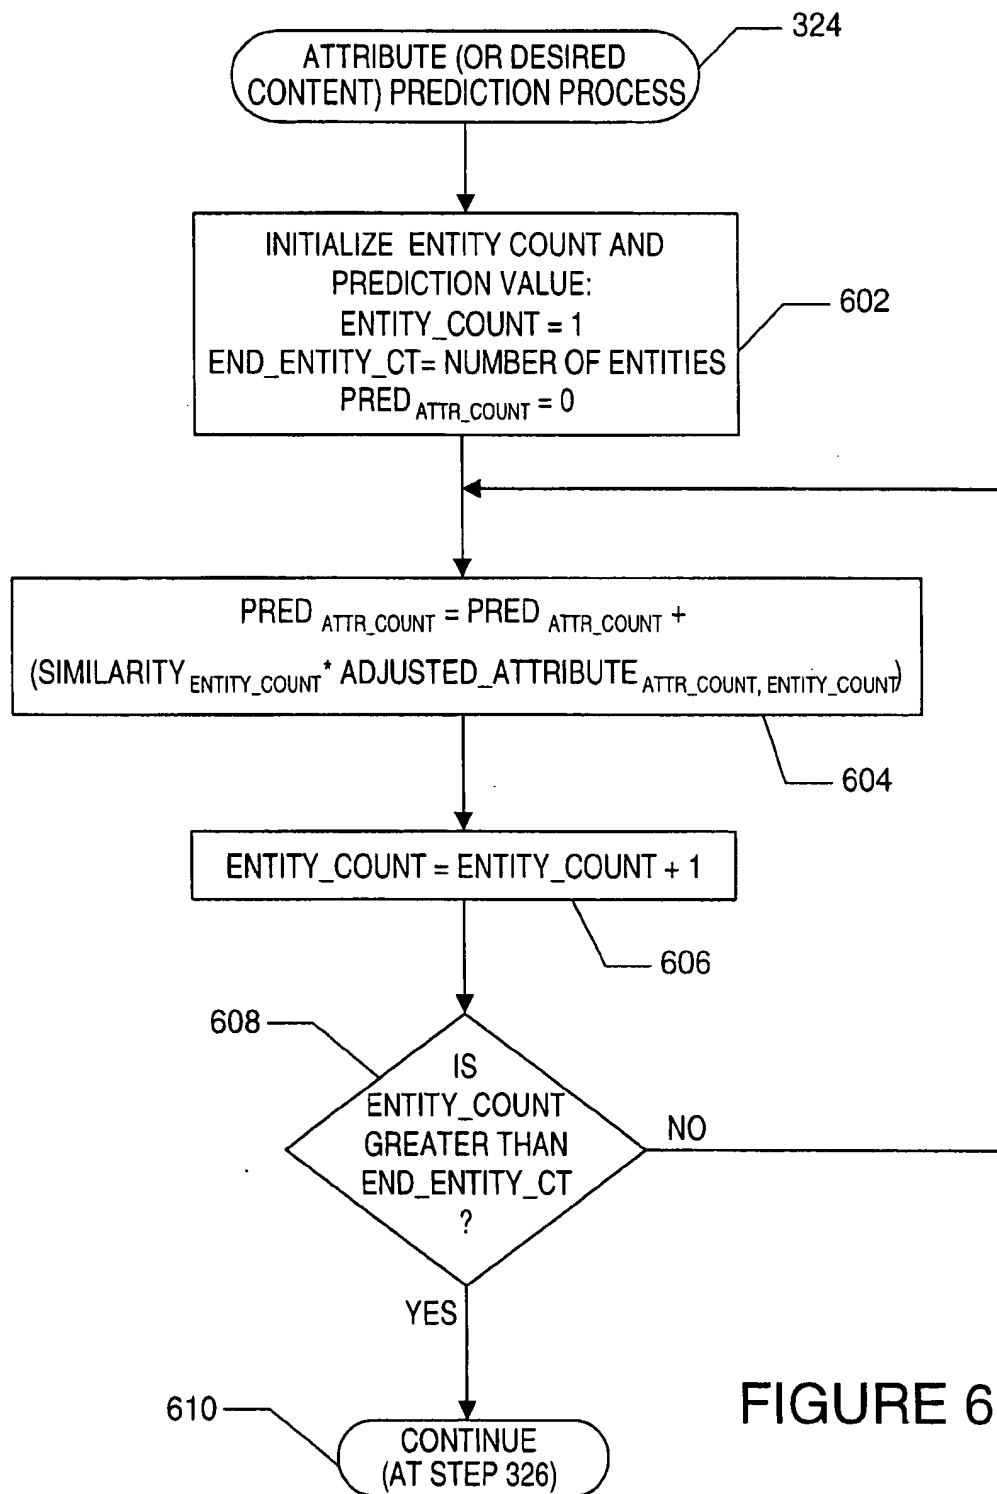 324
ATTRIBUTE (OR DESIRED
CONTENT) PREDICTION PROCESS
INITIALIZE ENTITY COUNT AND
PREDICTION VALUE:
ENTITY_COUNT = 1
END_ENTITY_CT= NUMBER OF ENTITIES
PRED ATTR_COUNT = 0
602
PRED ATTR_COUNT = PRED ATTR_COUNT +
(SIMILARITY ENTITY_COUNT * ADJUSTED_ATTRIBUTE ATTR_COUNT, ENTITY_COUNT)
604
ENTITY_COUNT = ENTITY_COUNT + 1
606
608
IS
ENTITY_COUNT
GREATER THAN
END_ENTITY_CT
?
NO
YES
610
CONTINUE
(AT STEP 326)
FIGURE 6